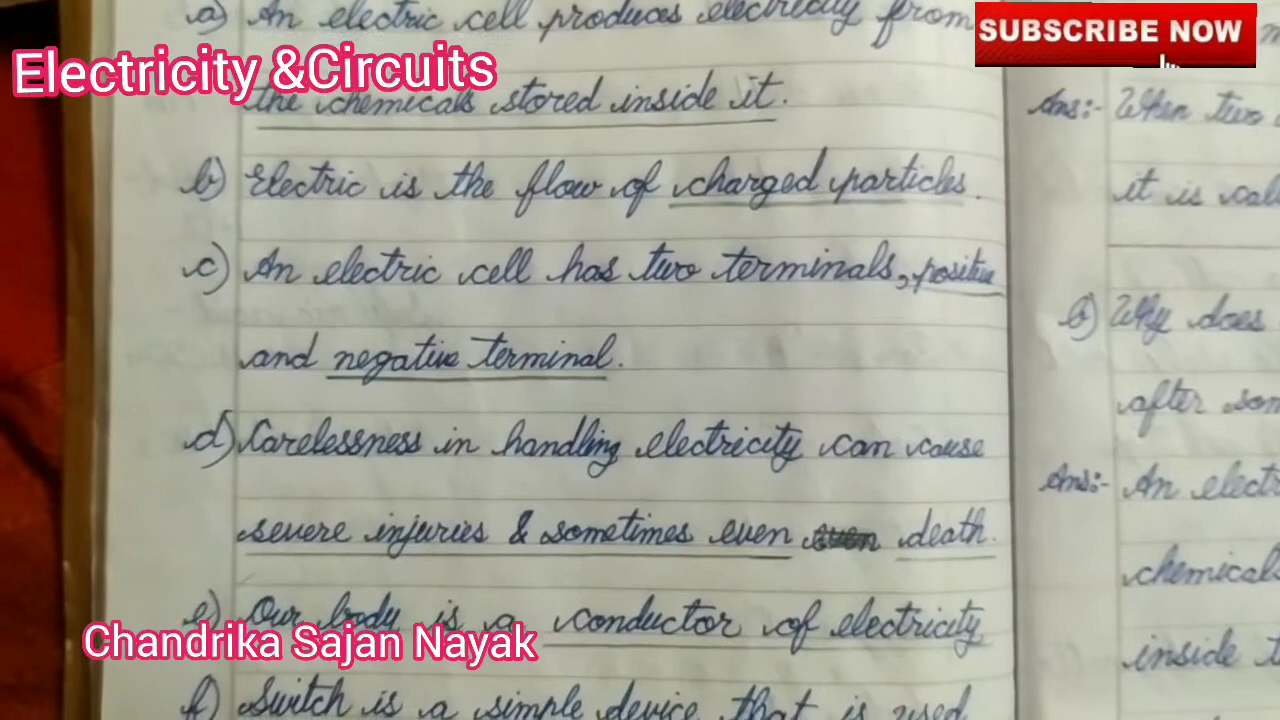 a) An electric cell produces electricity from
SUBSCRIBE NOW
Electricity &Circuits
the chemicals stored inside it.
b) Electric is the flow of charged particles.
c) An electric cell has two terminals, positive
and negative terminal.
d) Carelessness in handling electricity can cause
severe injuries & sometimes even even death.
e) Our body is a conductor of electricity
Chandrika Sajan Nayak
f) Switch is a simple device that is used
Ans:- When two
it is
b) Why does
after
Ans:- An
inside